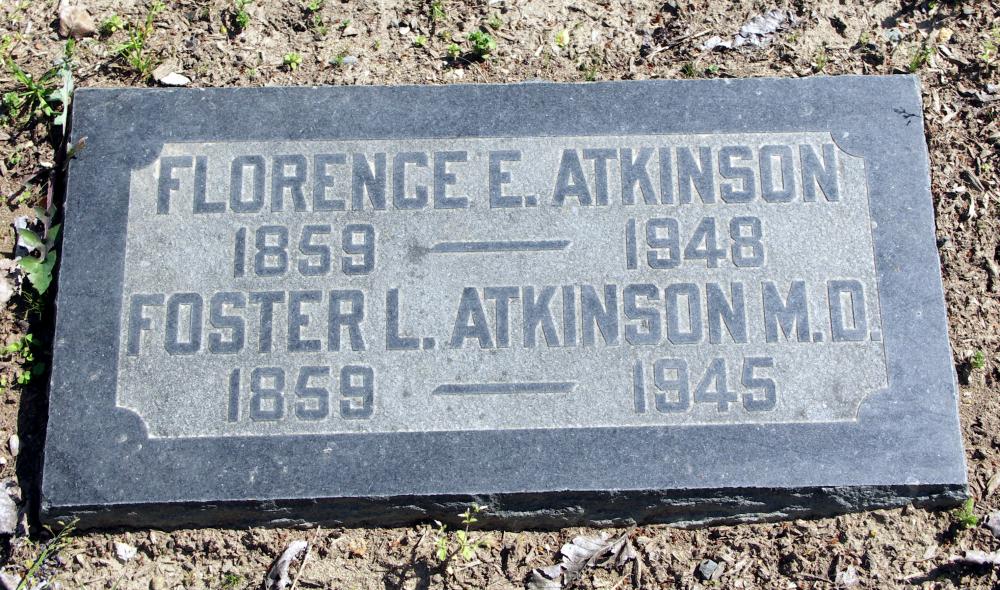 FLORENCE E. ATKINSON
1859 — 1948
FOSTER L. ATKINSON M.D.
1859 — 1945